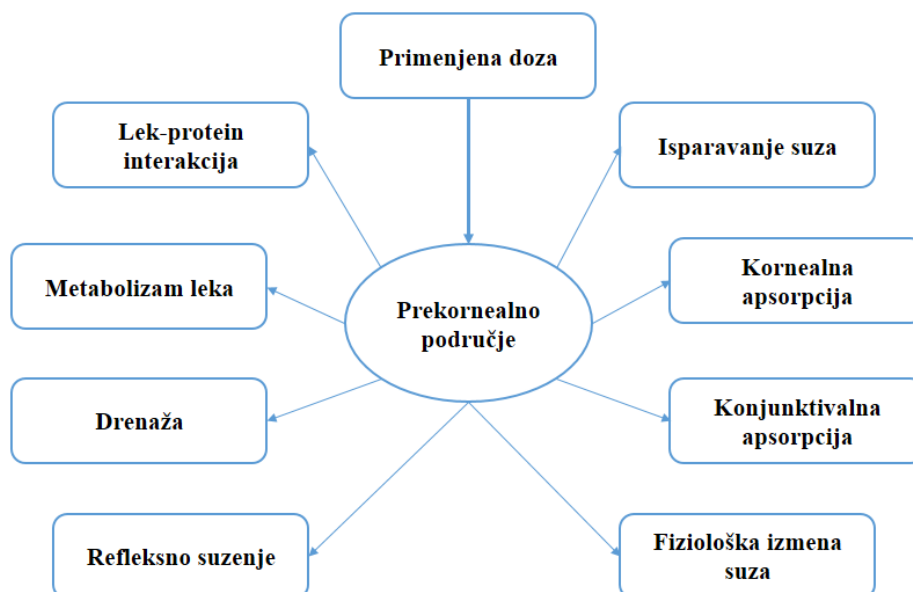 Primenjena doza
Lek-protein
interakcija
Isparavanje suza
Metabolizam leka
Prekornealno
područje
Kornealna
apsorpcija
Drenaža
Konjunktivalna
apsorpcija
Refleksno suzenje
Fiziološka izmena
suza